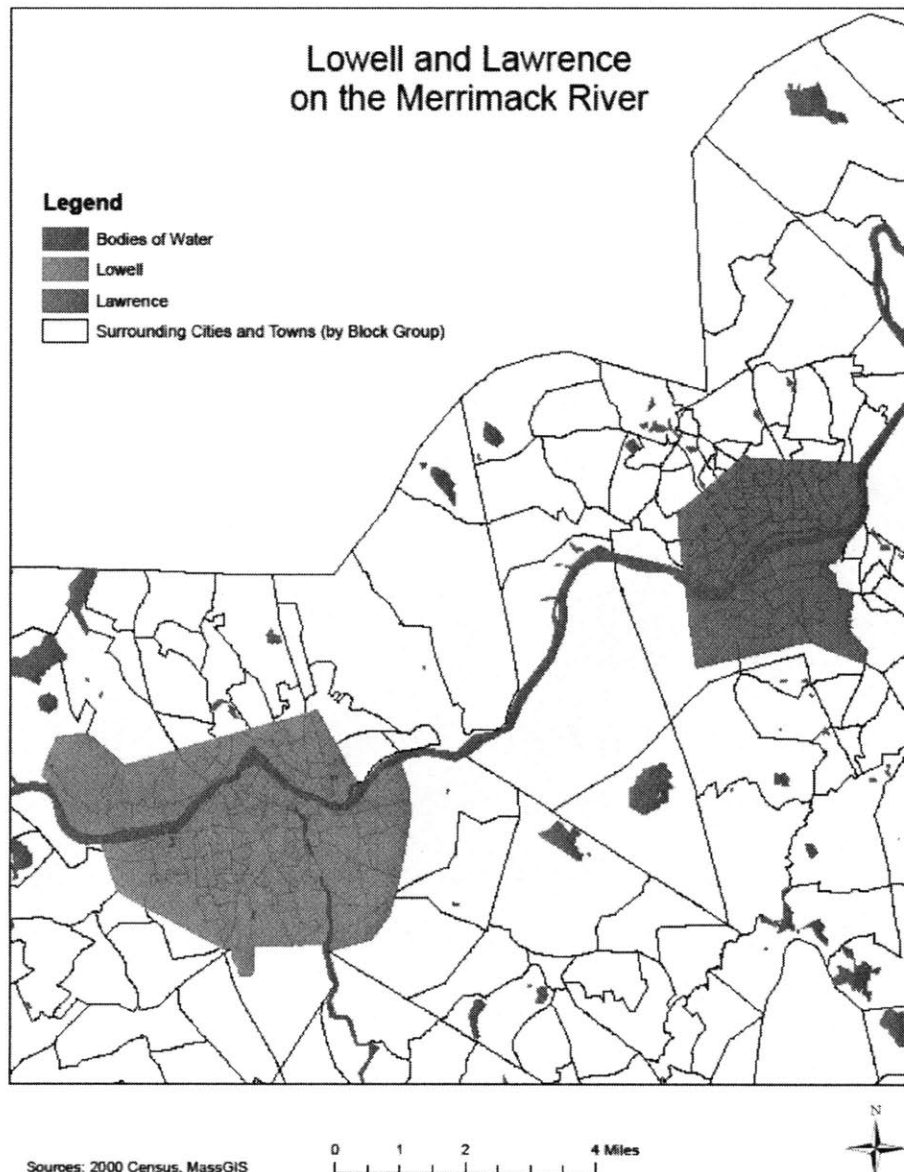 Lowell and Lawrence
on the Merrimack River
Legend
Bodies of Water
Lowell
Lawrence
Surrounding Cities and Towns (by Block Group)
N
0 1 2 4 Miles
Sources: 2000 Census, MassGIS